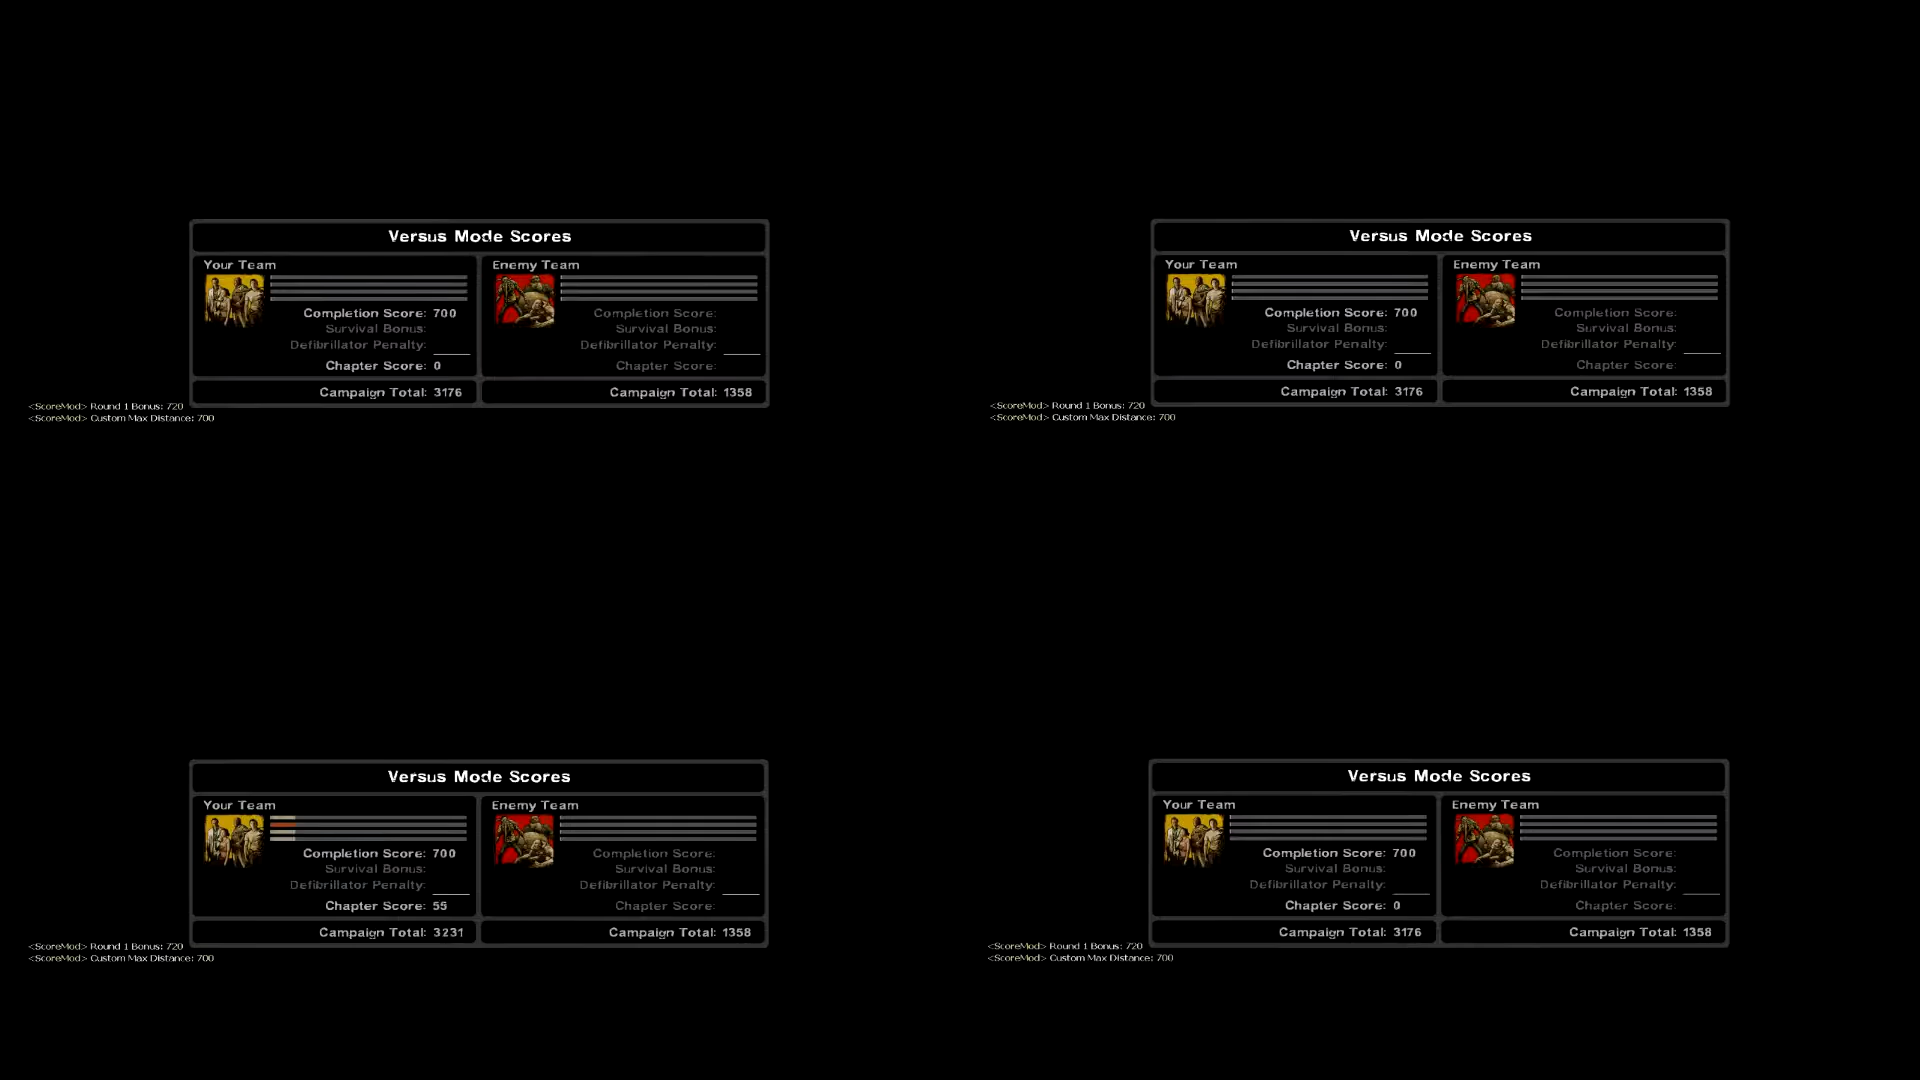 Versus Mode Scores
Your Team
Completion Score: 700
Survival Bonus:
Defibrillator Penalty:
Chapter Score: 0
Campaign Total: 3176
Enemy Team
Completion Score:
Survival Bonus:
Defibrillator Penalty:
Chapter Score:
Campaign Total: 1358
<ScoreMod> Round 1 Bonus: 720
<ScoreMod> Custom Max Distance: 700
Versus Mode Scores
Your Team
Completion Score: 700
Survival Bonus:
Defibrillator Penalty:
Chapter Score: 0
Campaign Total: 3176
Enemy Team
Completion Score:
Survival Bonus:
Defibrillator Penalty:
Chapter Score:
Campaign Total: 1358
<ScoreMod> Round 1 Bonus: 720
<ScoreMod> Custom Max Distance: 700
Versus Mode Scores
Your Team
Completion Score: 700
Survival Bonus:
Defibrillator Penalty:
Chapter Score: 55
Campaign Total: 3231
Enemy Team
Completion Score:
Survival Bonus:
Defibrillator Penalty:
Chapter Score:
Campaign Total: 1358
<ScoreMod> Round 1 Bonus: 720
<ScoreMod> Custom Max Distance: 700
Versus Mode Scores
Your Team
Completion Score: 700
Survival Bonus:
Defibrillator Penalty:
Chapter Score: 0
Campaign Total: 3176
Enemy Team
Completion Score:
Survival Bonus:
Defibrillator Penalty:
Chapter Score:
Campaign Total: 1358
<ScoreMod> Round 1 Bonus: 720
<ScoreMod> Custom Max Distance: 700